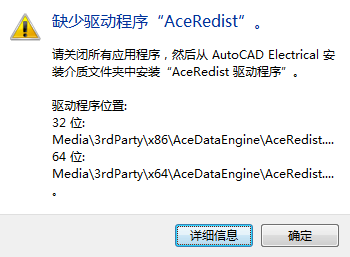 缺少驱动程序“AceRedist”。
请关闭所有应用程序，然后从 AutoCAD Electrical 安
装介质文件夹中安装“AceRedist 驱动程序”。
驱动程序位置:
32 位:
Media\3rdParty\x86\AceDataEngine\AceRedist....
64 位:
Media\3rdParty\x64\AceDataEngine\AceRedist....
。
详细信息
确定